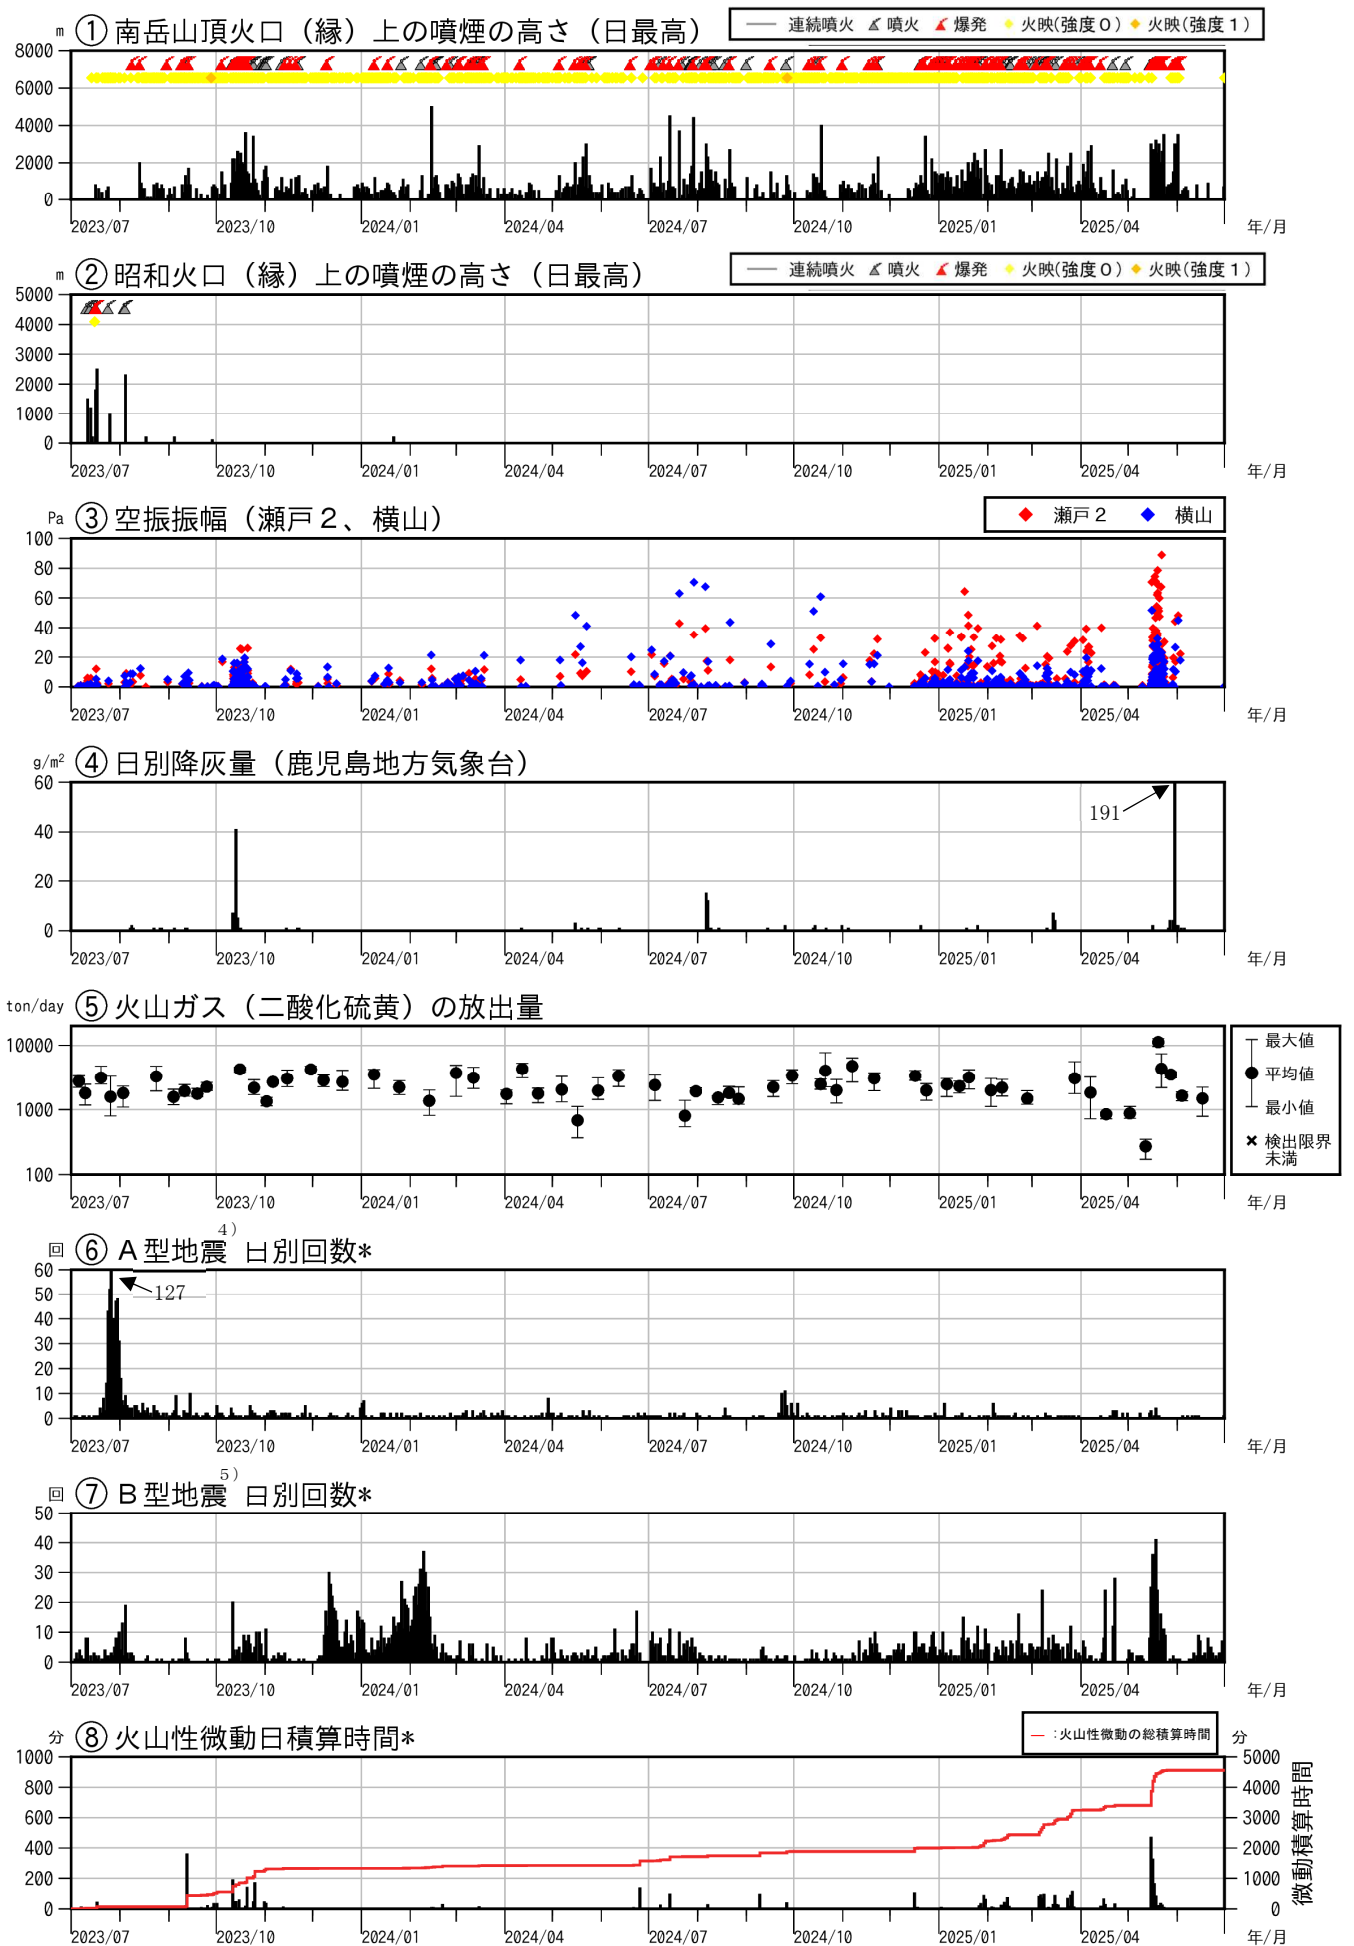 m ①南岳山頂火口（縁）上の噴煙の高さ（日最高）
連続噴火 噴火 爆発 火映(強度０) 火映(強度１)
8000
6000
4000
2000
0
2023/07 2023/10 2024/01 2024/04 2024/07 2024/10 2025/01 2025/04 年/月
m ②昭和火口（縁）上の噴煙の高さ（日最高）
連続噴火 噴火 爆発 火映(強度０) 火映(強度１)
5000
4000
3000
2000
1000
0
2023/07 2023/10 2024/01 2024/04 2024/07 2024/10 2025/01 2025/04 年/月
Pa ③空振振幅（瀬戸２、横山）
瀬戸２ 横山
100
80
60
40
20
0
2023/07 2023/10 2024/01 2024/04 2024/07 2024/10 2025/01 2025/04 年/月
g/m² ④日別降灰量（鹿児島地方気象台）
60
40
20
0
191
2023/07 2023/10 2024/01 2024/04 2024/07 2024/10 2025/01 2025/04 年/月
ton/day ⑤火山ガス（二酸化硫黄）の放出量
10000
1000
100
最大値
平均値
最小値
× 検出限界
未満
2023/07 2023/10 2024/01 2024/04 2024/07 2024/10 2025/01 2025/04 年/月
回 ⑥Ａ型地震4) 日別回数*
60
50
40
30
20
10
0
127
2023/07 2023/10 2024/01 2024/04 2024/07 2024/10 2025/01 2025/04 年/月
回 ⑦Ｂ型地震5) 日別回数*
50
40
30
20
10
0
2023/07 2023/10 2024/01 2024/04 2024/07 2024/10 2025/01 2025/04 年/月
分 ⑧火山性微動日積算時間*
：火山性微動の総積算時間 分
1000 5000
800 4000
600 3000
400 2000
200 1000
0 0
微動積算時間
2023/07 2023/10 2024/01 2024/04 2024/07 2024/10 2025/01 2025/04 年/月